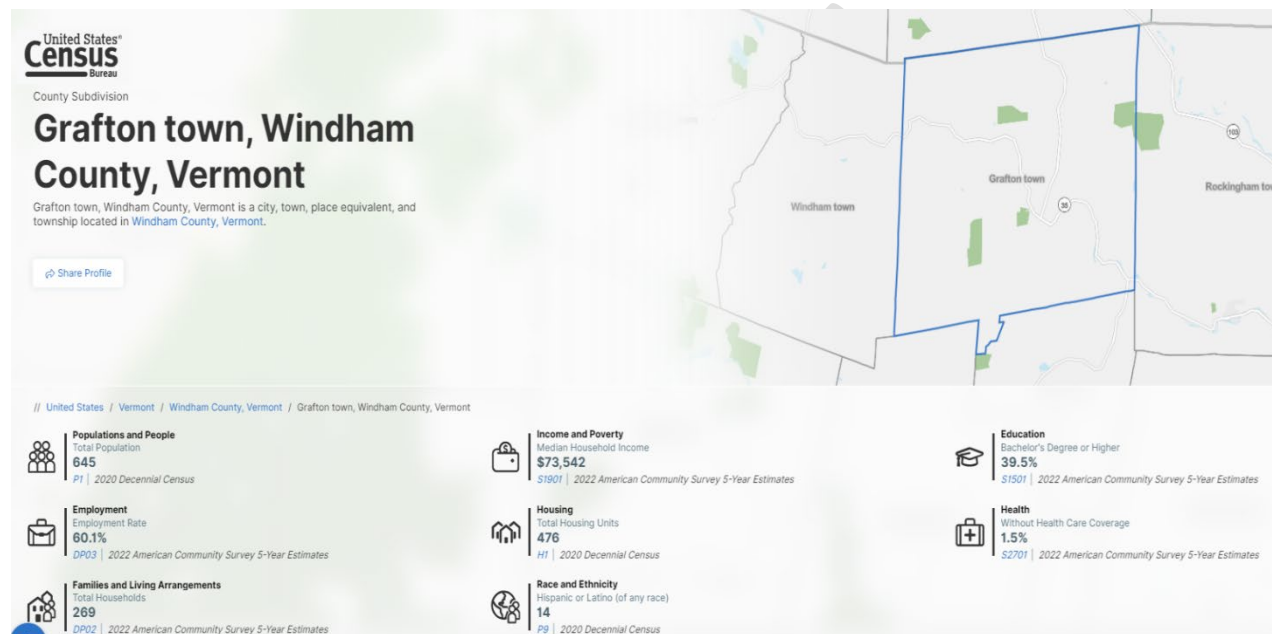 United States®
Census
Bureau
County Subdivision
Grafton town, Windham
County, Vermont
Grafton town, Windham County, Vermont is a city, town, place equivalent, and
township located in Windham County, Vermont.
Share Profile
Windham town
Grafton town
35
103
Rockingham to
// United States / Vermont / Windham County, Vermont / Grafton town, Windham County, Vermont
Populations and People
Total Population
645
P1 | 2020 Decennial Census
Income and Poverty
Median Household Income
$73,542
S1901 | 2022 American Community Survey 5-Year Estimates
Education
Bachelor's Degree or Higher
39.5%
S1501 | 2022 American Community Survey 5-Year Estimates
Employment
Employment Rate
60.1%
DP03 | 2022 American Community Survey 5-Year Estimates
Housing
Total Housing Units
476
H1 | 2020 Decennial Census
Health
Without Health Care Coverage
1.5%
S2701 | 2022 American Community Survey 5-Year Estimates
Families and Living Arrangements
Total Households
269
DP02 | 2022 American Community Survey 5-Year Estimates
Race and Ethnicity
Hispanic or Latino (of any race)
14
P9 | 2020 Decennial Census